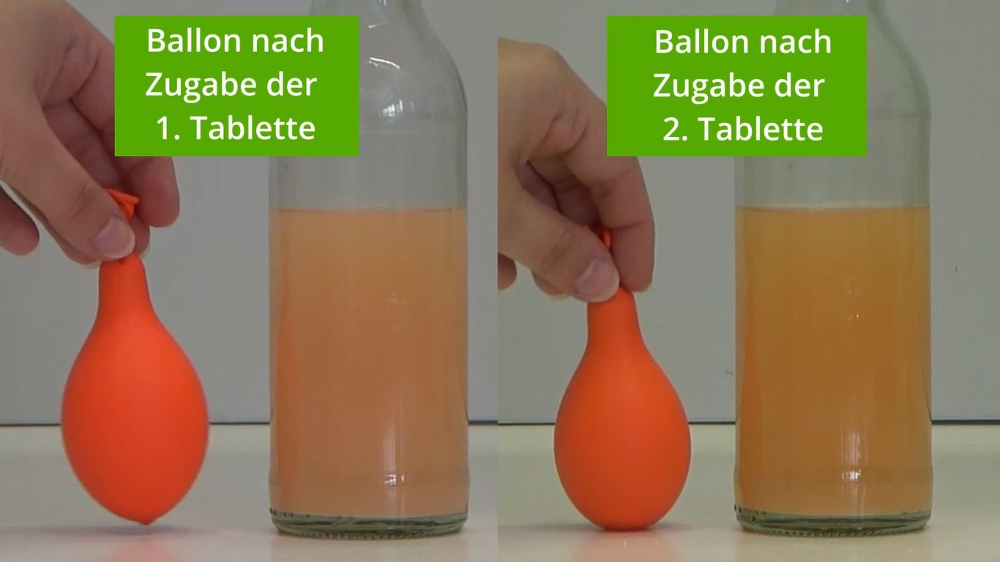 Ballon nach
Zugabe der
1. Tablette
Ballon nach
Zugabe der
2. Tablette